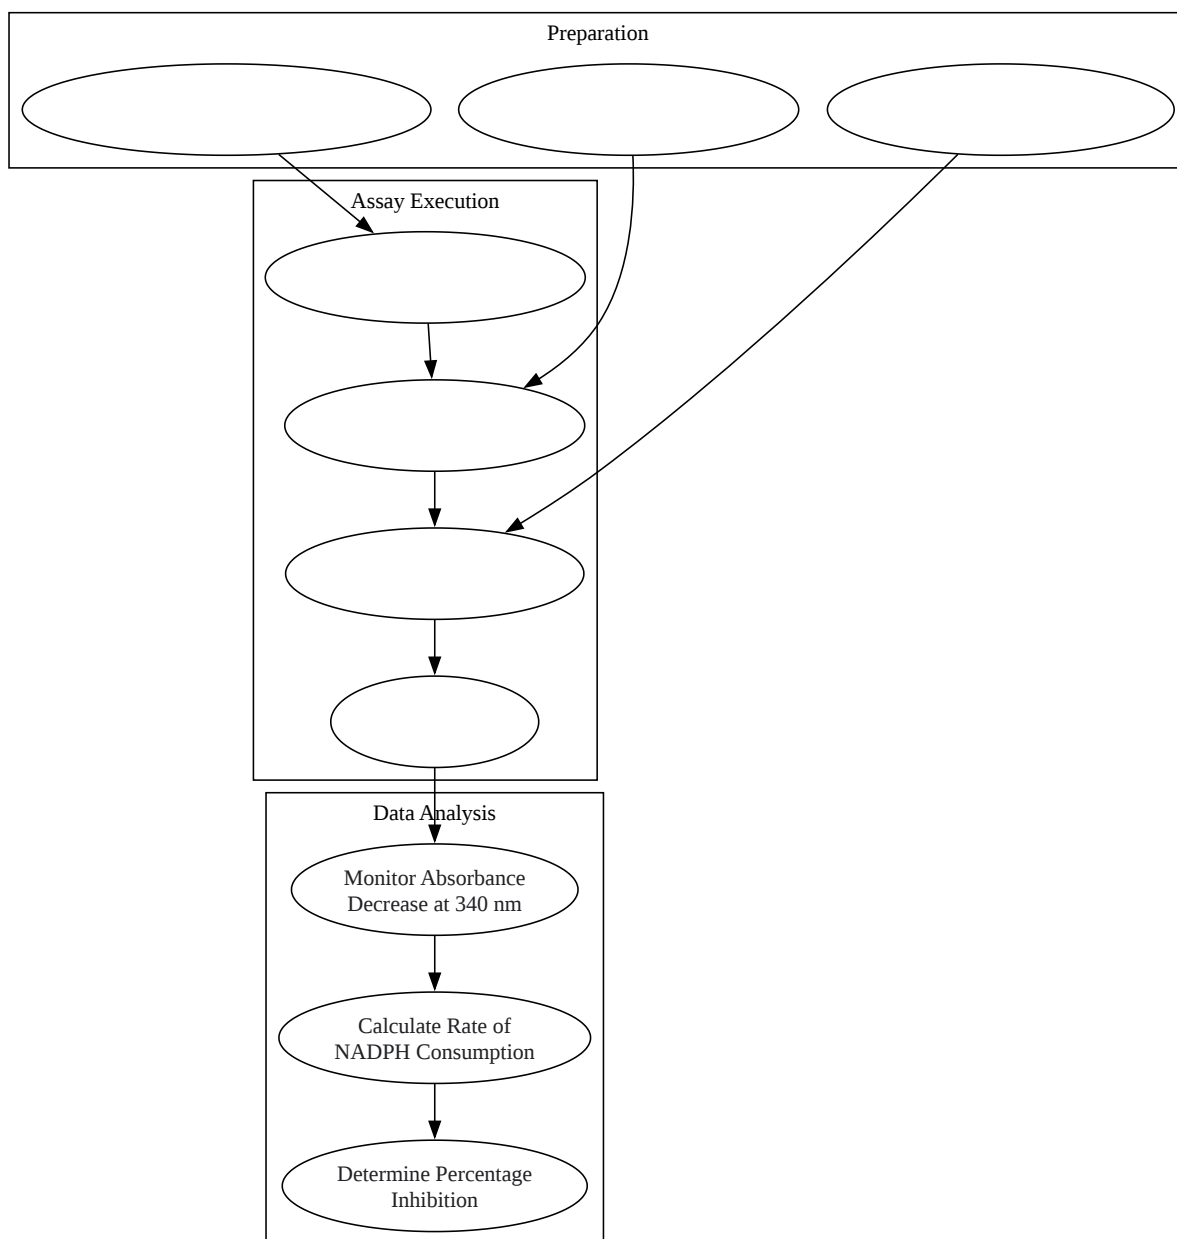 Preparation
Assay Execution
Data Analysis
Monitor Absorbance
Decrease at 340 nm
Calculate Rate of
NADPH Consumption
Determine Percentage
Inhibition